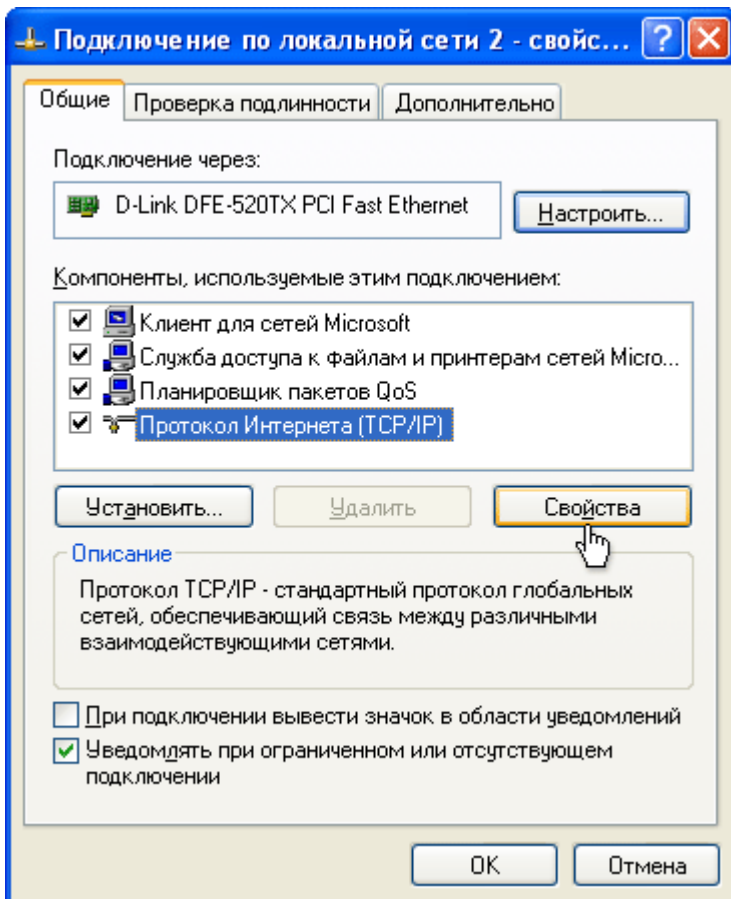 Подключение по локальной сети 2 - свойс...
Общие Проверка подлинности Дополнительно
Подключение через:
D-Link DFE-520TX PCI Fast Ethernet Настроить...
Компоненты, используемые этим подключением:
Клиент для сетей Microsoft
Служба доступа к файлам и принтерам сетей Micro...
Планировщик пакетов QoS
Протокол Интернета (TCP/IP)
Установить... Удалить Свойства
Описание
Протокол TCP/IP - стандартный протокол глобальных
сетей, обеспечивающий связь между различными
взаимодействующими сетями.
При подключении вывести значок в области уведомлений
Уведомлять при ограниченном или отсутствующем
подключении
ОК Отмена